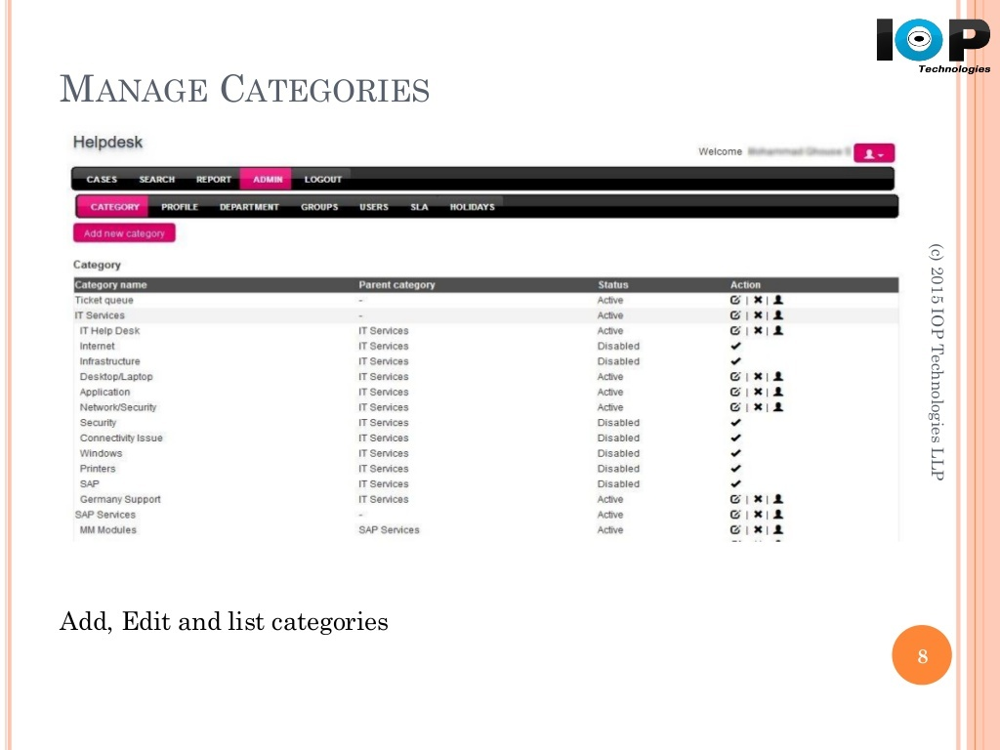 IOP
Technologies
MANAGE CATEGORIES
Helpdesk
Welcome
CASES SEARCH REPORT ADMIN LOGOUT
CATEGORY PROFILE DEPARTMENT GROUPS USERS SLA HOLIDAYS
Add new category
Category
Category name Parent category Status Action
Ticket queue - Active | |
IT Services - Active | |
IT Help Desk IT Services Active | |
Internet IT Services Disabled
Infrastructure IT Services Disabled
Desktop/Laptop IT Services Active | |
Application IT Services Active | |
Network/Security IT Services Active | |
Security IT Services Disabled
Connectivity Issue IT Services Disabled
Windows IT Services Disabled
Printers IT Services Disabled
SAP IT Services Disabled
Germany Support IT Services Active | |
SAP Services - Active | |
MM Modules SAP Services Active | |
(c) 2015 IOP Technologies LLP
Add, Edit and list categories
8